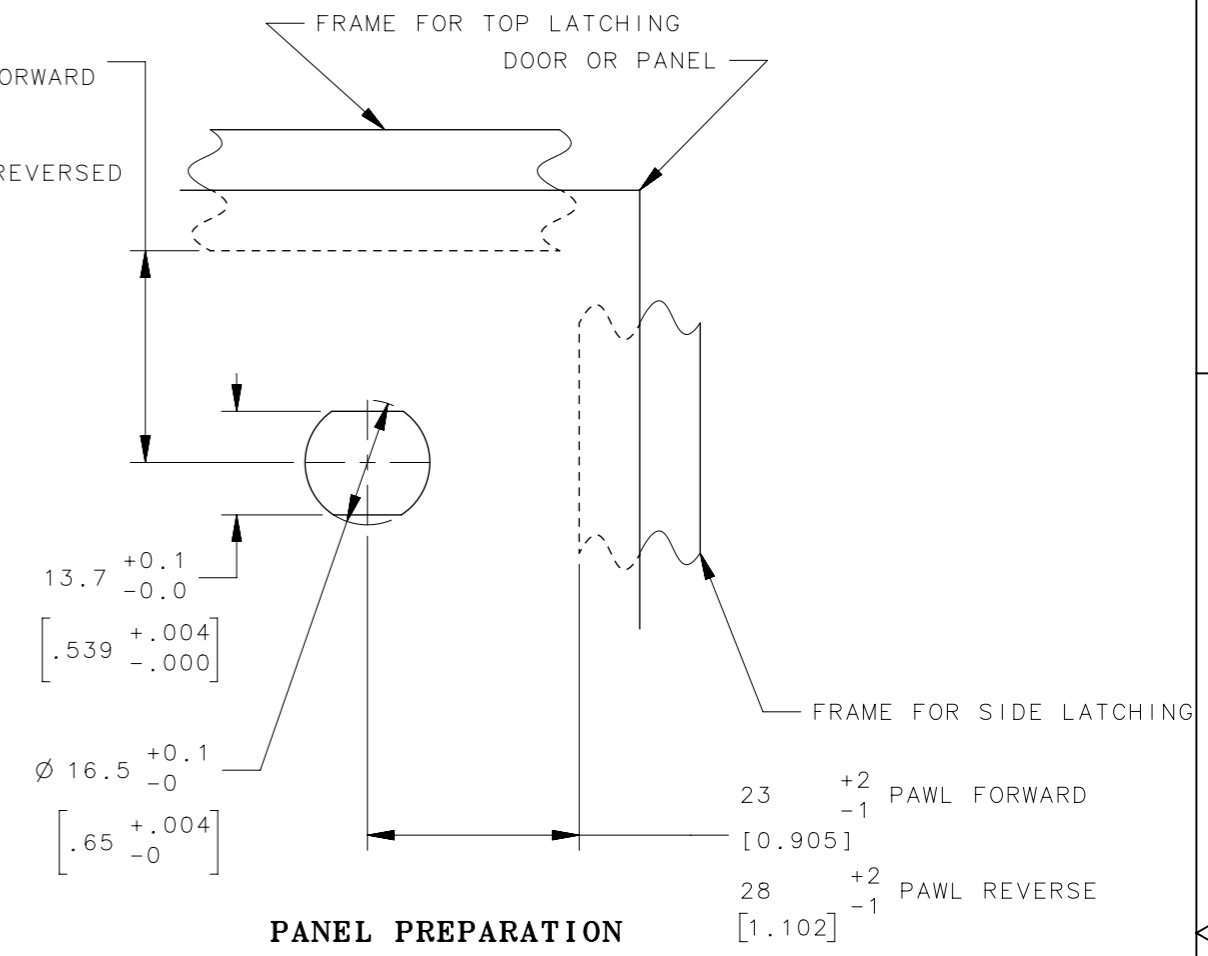 FRAME FOR TOP LATCHING
DOOR OR PANEL
ORWARD
REVERSED
13.7 +0.1
-0.0
[.539 +.004
-.000]
Ø 16.5 +0.1
-0
[.65 +.004
-0]
FRAME FOR SIDE LATCHING
23 +2
-1 PAWL FORWARD
[0.905]
28 +2
-1 PAWL REVERSE
[1.102]
PANEL PREPARATION